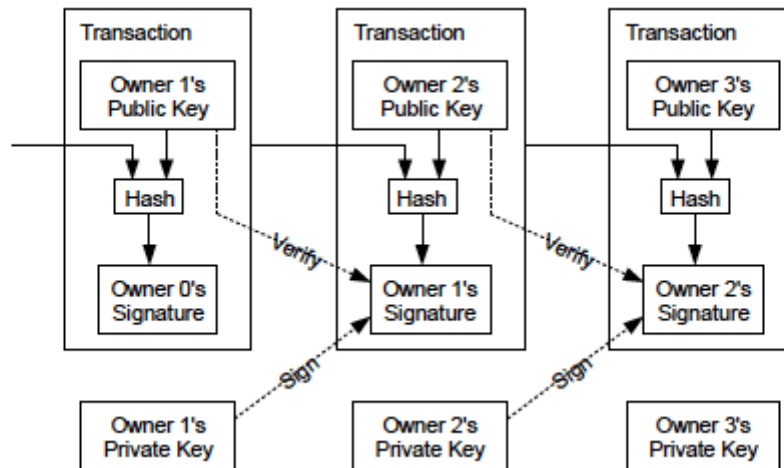 Transaction
Transaction
Transaction
Owner 1's
Public Key
Owner 2's
Public Key
Owner 3's
Public Key
Hash
Hash
Hash
Verify
Verify
Owner 0's
Signature
Owner 1's
Signature
Owner 2's
Signature
Sign
Sign
Owner 1's
Private Key
Owner 2's
Private Key
Owner 3's
Private Key